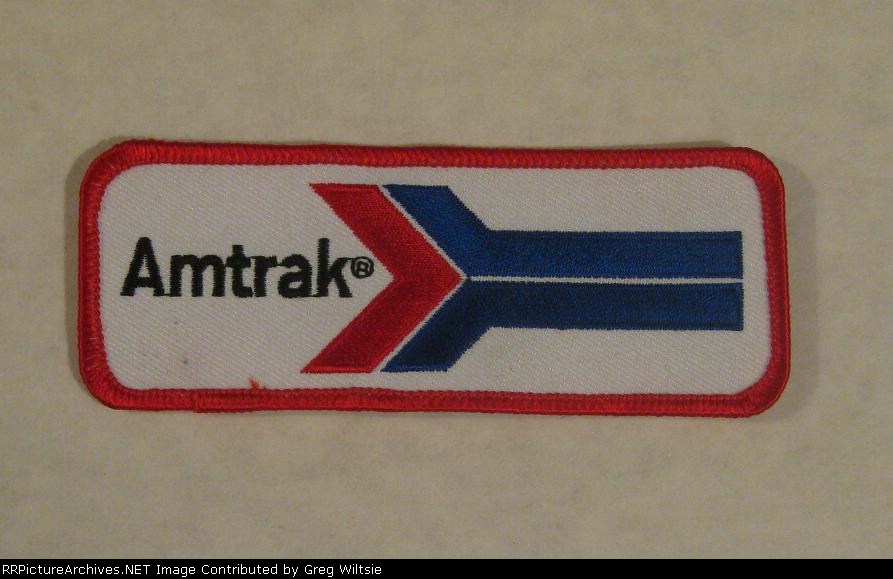 Amtrak®
RRPictureArchives.NET Image Contributed by Greg Wiltsie